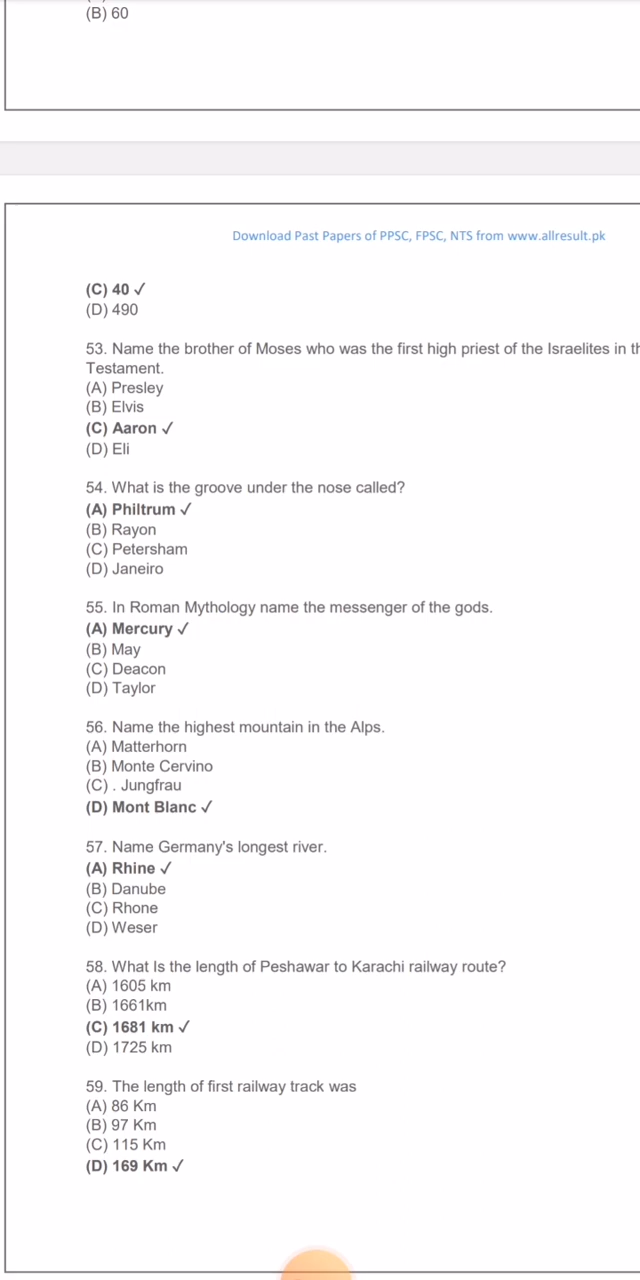 (B) 60
Download Past Papers of PPSC, FPSC, NTS from www.allresult.pk
(C) 40 ✓
(D) 490
53. Name the brother of Moses who was the first high priest of the Israelites in
Testament.
(A) Presley
(B) Elvis
(C) Aaron ✓
(D) Eli
54. What is the groove under the nose called?
(A) Philtrum ✓
(B) Rayon
(C) Petersham
(D) Janeiro
55. In Roman Mythology name the messenger of the gods.
(A) Mercury ✓
(B) May
(C) Deacon
(D) Taylor
56. Name the highest mountain in the Alps.
(A) Matterhorn
(B) Monte Cervino
(C) . Jungfrau
(D) Mont Blanc ✓
57. Name Germany's longest river.
(A) Rhine ✓
(B) Danube
(C) Rhone
(D) Weser
58. What Is the length of Peshawar to Karachi railway route?
(A) 1605 km
(B) 1661km
(C) 1681 km ✓
(D) 1725 km
59. The length of first railway track was
(A) 86 Km
(B) 97 Km
(C) 115 Km
(D) 169 Km ✓